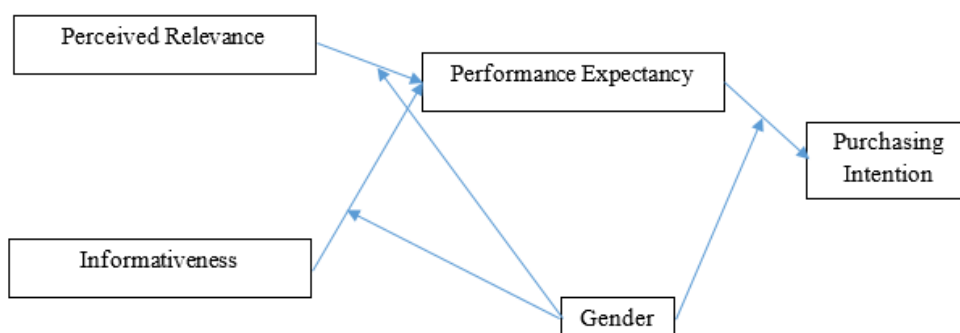 Perceived Relevance
Performance Expectancy
Purchasing
Intention
Informativeness
Gender